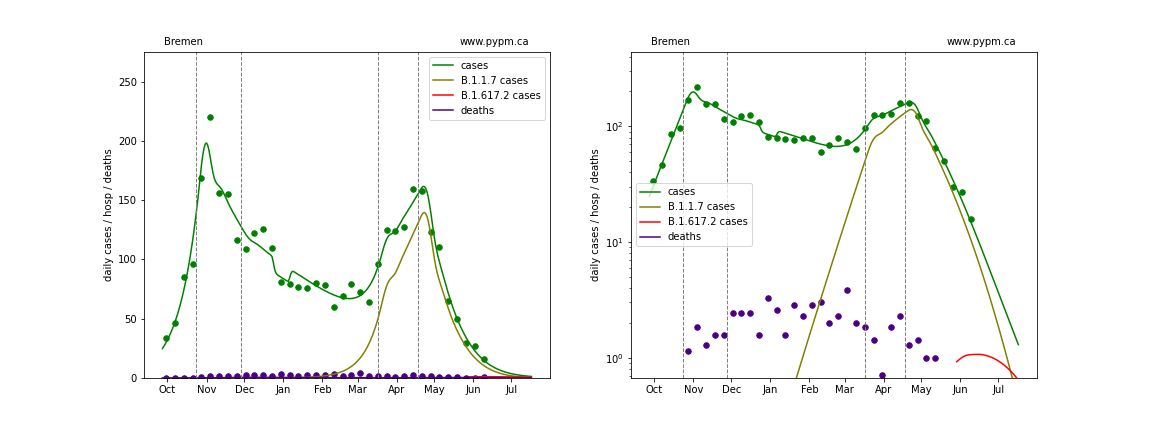 Bremen
www.pypm.ca
cases
B.1.1.7 cases
B.1.617.2 cases
deaths
daily cases / hosp / deaths
250
200
150
100
50
0
Oct Nov Dec Jan Feb Mar Apr May Jun Jul
Bremen
www.pypm.ca
cases
B.1.1.7 cases
B.1.617.2 cases
deaths
daily cases / hosp / deaths
10²
10¹
10⁰
Oct Nov Dec Jan Feb Mar Apr May Jun Jul